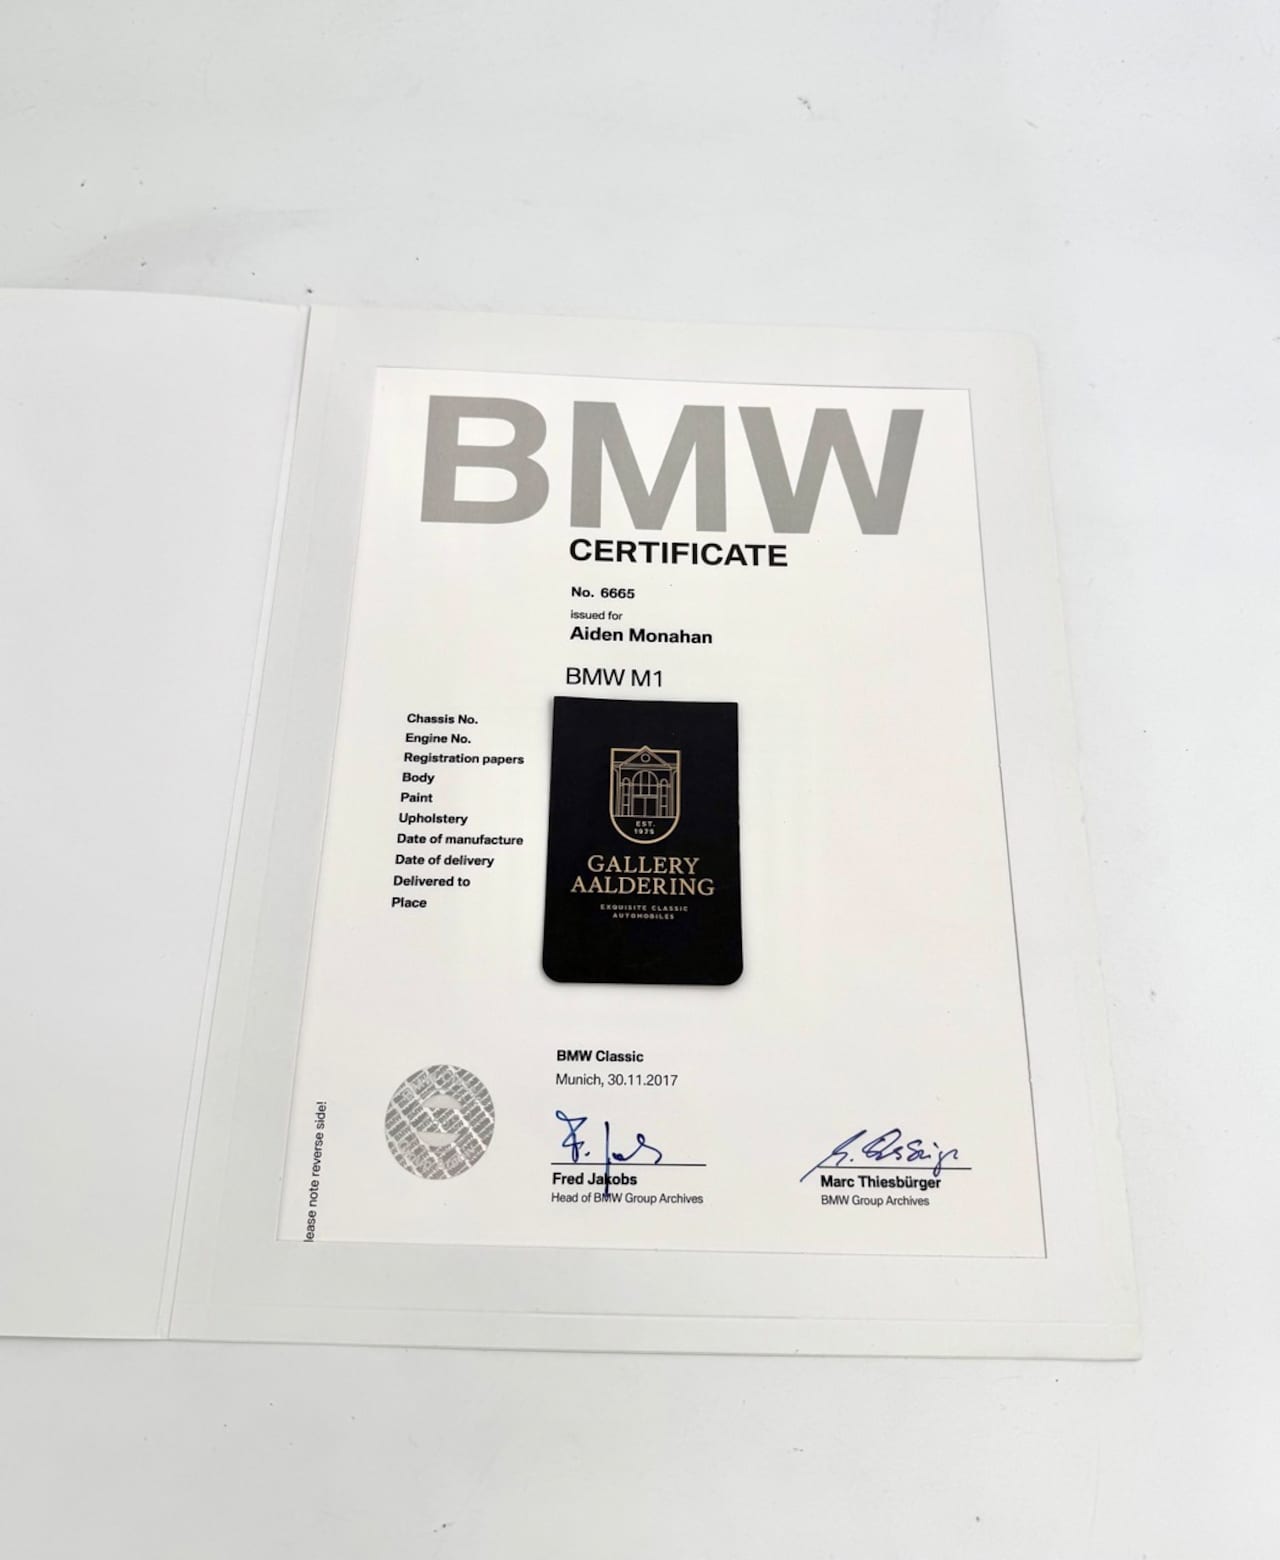 BMW
CERTIFICATE
No. 6665
issued for
Aiden Monahan
BMW M1
Chassis No.
Engine No.
Registration papers
Body
Paint
Upholstery
Date of manufacture
Date of delivery
Delivered to
Place
EST.
1975
GALLERY
AALDERING
EXQUISITE CLASSIC
AUTOMOBILES
BMW Classic
Munich, 30.11.2017
Fred Jakobs
Head of BMW Group Archives
Marc Thiesbürger
BMW Group Archives
lease note reverse side!